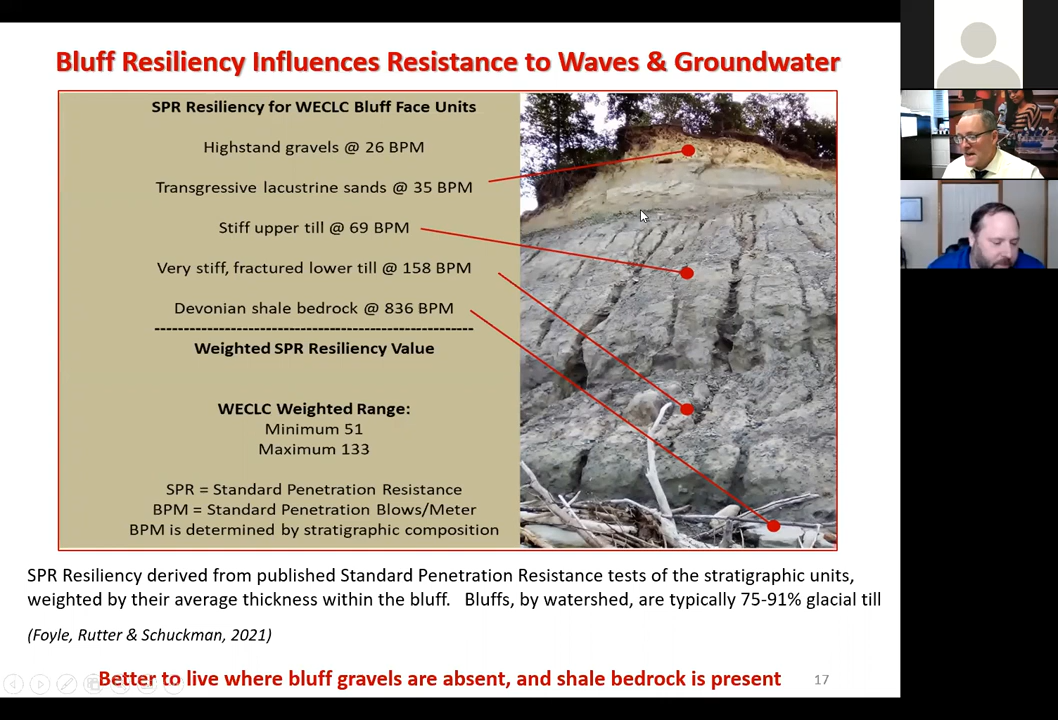 Bluff Resiliency Influences Resistance to Waves & Groundwater
SPR Resiliency for WECLC Bluff Face Units
Highstand gravels @ 26 BPM
Transgressive lacustrine sands @ 35 BPM
Stiff upper till @ 69 BPM
Very stiff, fractured lower till @ 158 BPM
Devonian shale bedrock @ 836 BPM
-----------------------------------------------------
Weighted SPR Resiliency Value
WECLC Weighted Range:
Minimum 51
Maximum 133
SPR = Standard Penetration Resistance
BPM = Standard Penetration Blows/Meter
BPM is determined by stratigraphic composition
SPR Resiliency derived from published Standard Penetration Resistance tests of the stratigraphic units,
weighted by their average thickness within the bluff. Bluffs, by watershed, are typically 75-91% glacial till
(Foyle, Rutter & Schuckman, 2021)
Better to live where bluff gravels are absent, and shale bedrock is present
17